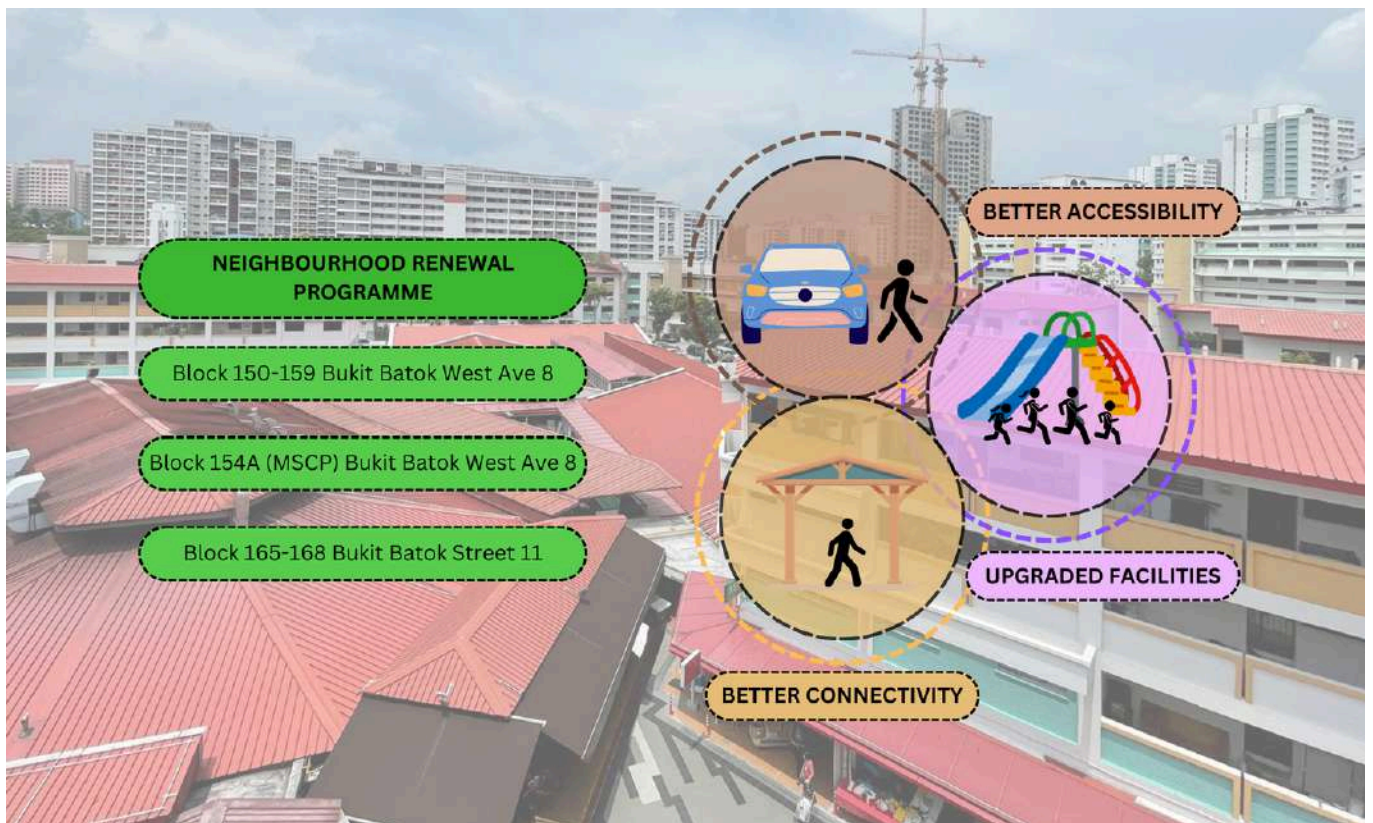 NEIGHBOURHOOD RENEWAL
PROGRAMME
Block 150-159 Bukit Batok West Ave 8
Block 154A (MSCP) Bukit Batok West Ave 8
Block 165-168 Bukit Batok Street 11
BETTER ACCESSIBILITY
UPGRADED FACILITIES
BETTER CONNECTIVITY